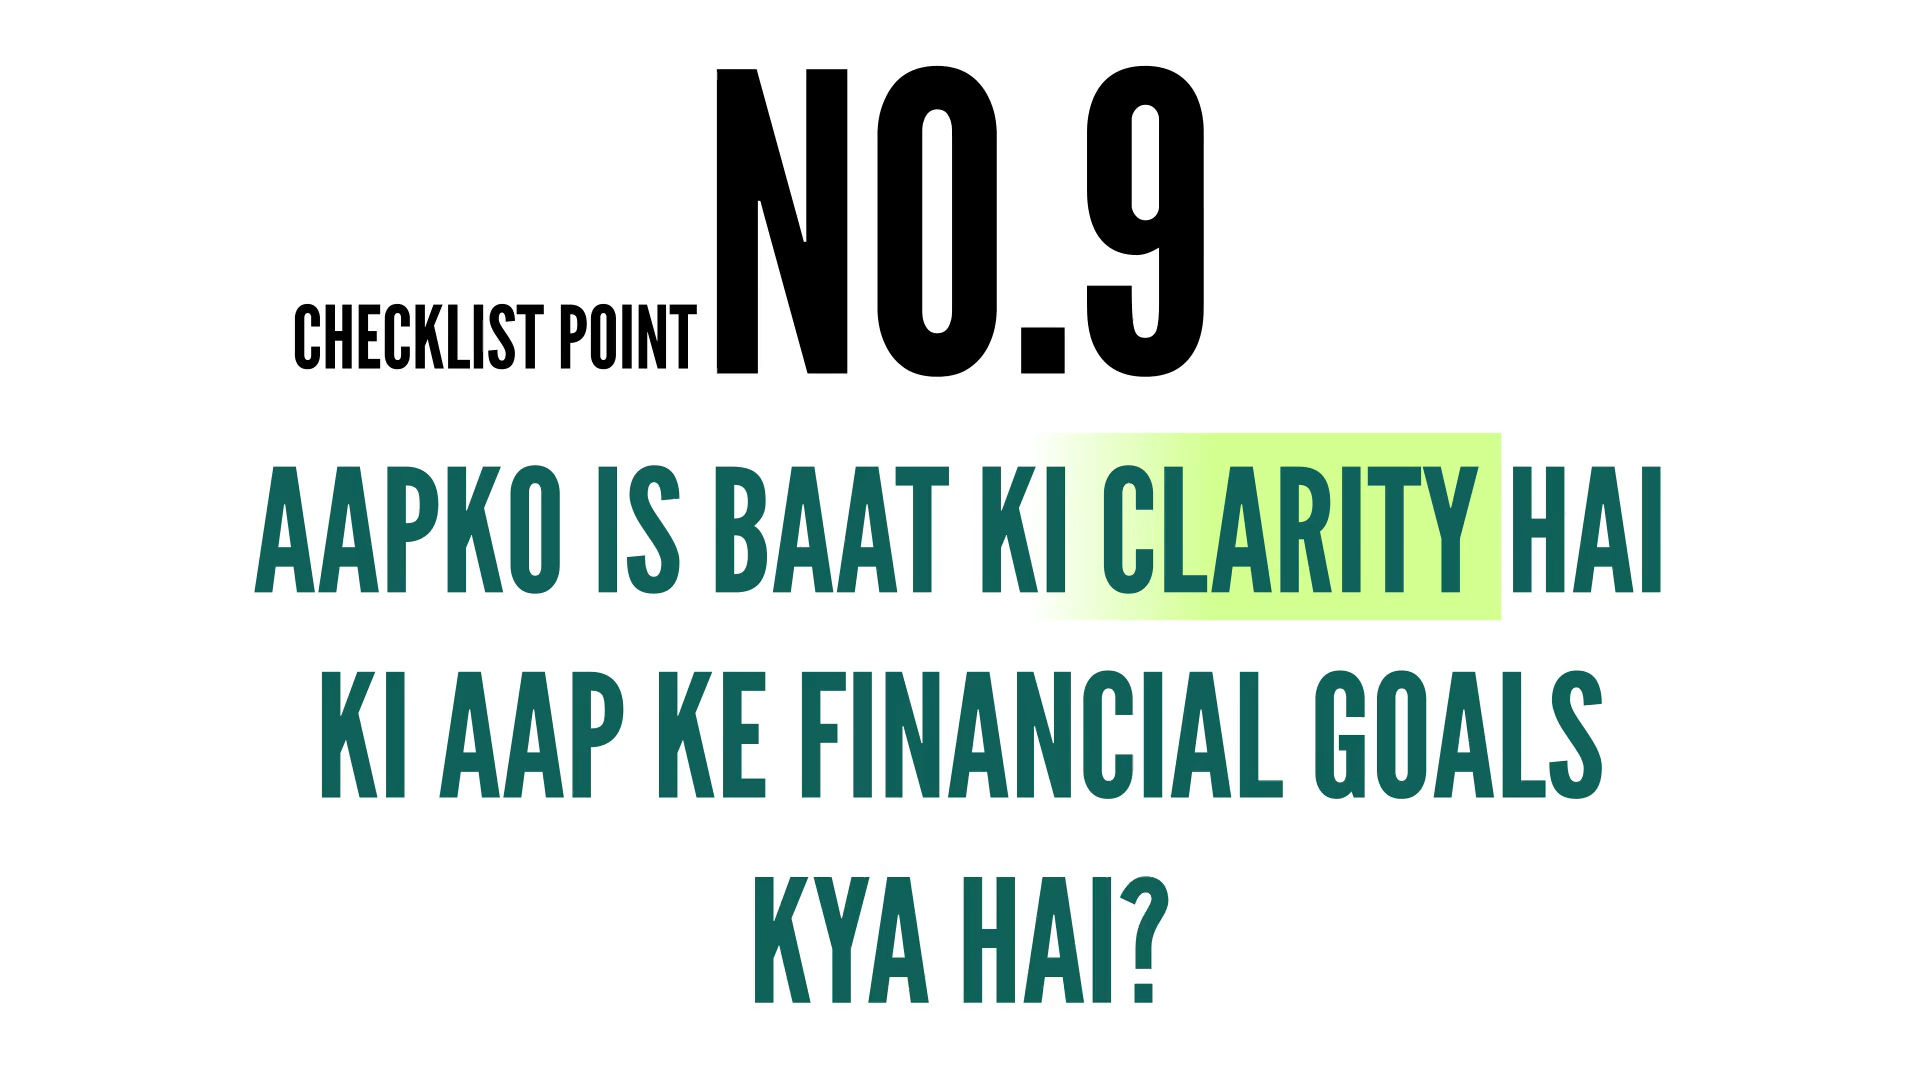 CHECKLIST POINT NO.9
AAPKO IS BAAT KI CLARITY HAI
KI AAP KE FINANCIAL GOALS
KYA HAI?